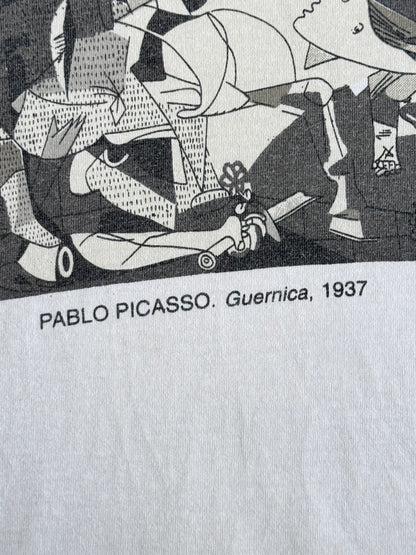 PABLO PICASSO. Guernica, 1937